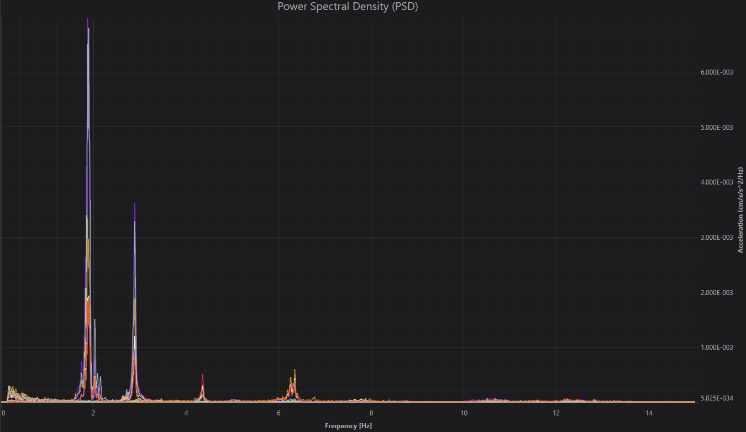 Power Spectral Density (PSD)
6.000E-003
5.000E-003
4.000E-003
3.000E-003
2.000E-003
1.000E-003
5.825E-034
Acceleration (cm/s/s^2/Hz)
0 2 4 6 8 10 12 14
Frequency [Hz]